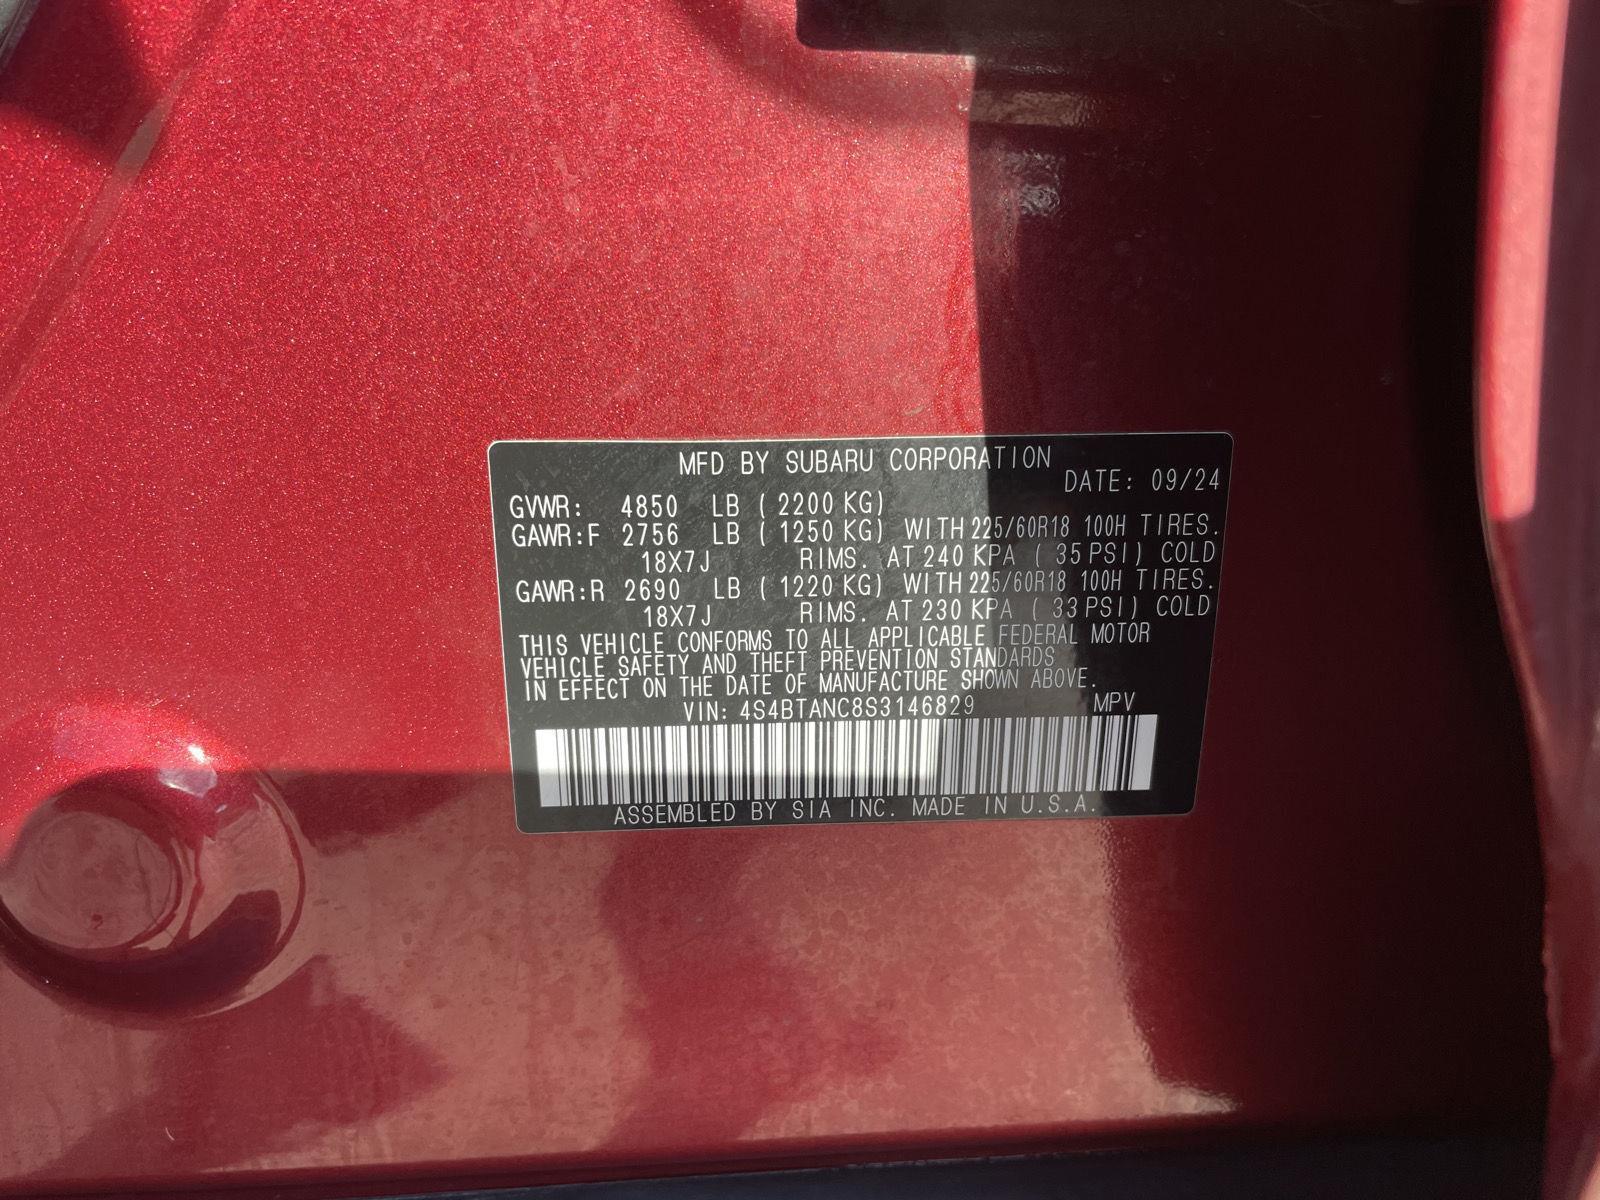 MFD BY SUBARU CORPORATION
DATE: 09/24
GVWR: 4850 LB ( 2200 KG)
GAWR:F 2756 LB ( 1250 KG) WITH 225/60R18 100H TIRES.
18X7J RIMS. AT 240 KPA ( 35 PSI) COLD
GAWR:R 2690 LB ( 1220 KG) WITH 225/60R18 100H TIRES.
18X7J RIMS. AT 230 KPA ( 33 PSI) COLD
THIS VEHICLE CONFORMS TO ALL APPLICABLE FEDERAL MOTOR
VEHICLE SAFETY AND THEFT PREVENTION STANDARDS
IN EFFECT ON THE DATE OF MANUFACTURE SHOWN ABOVE.
VIN: 4S4BTANC8S3146829 MPV
ASSEMBLED BY SIA INC. MADE IN U.S.A.